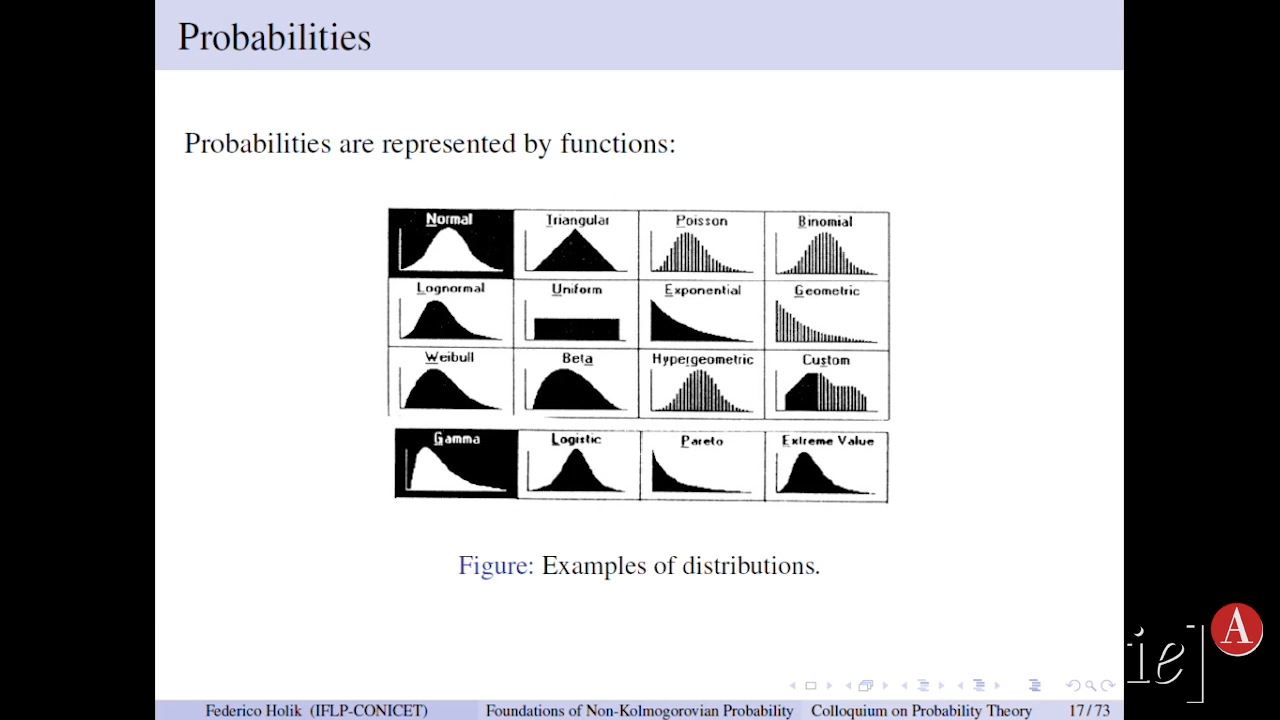 Probabilities
Probabilities are represented by functions:
Normal Triangular Poisson Binomial
Lognormal Uniform Exponential Geometric
Weibull Beta Hypergeometric Custom
Gamma Logistic Pareto Extreme Value
Figure: Examples of distributions.
ie]
A
Federico Holik (IFLP-CONICET) Foundations of Non-Kolmogorovian Probability Colloquium on Probability Theory 17/73